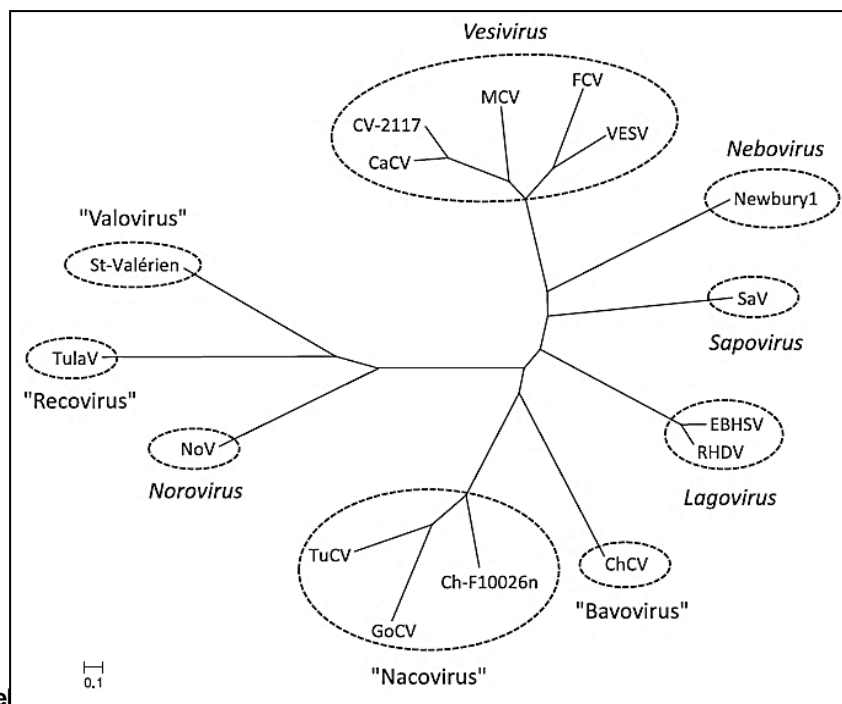 Vesivirus
FCV
MCV
CV-2117
VESV
CaCV
Nebovirus
Newbury1
"Valovirus"
St-Valérien
SaV
Sapovirus
TulaV
"Recovirus"
EBHSV
RHDV
NoV
Norovirus
Lagovirus
TuCV
ChCV
Ch-F10026n
"Bavovirus"
GoCV
"Nacovirus"
0.1